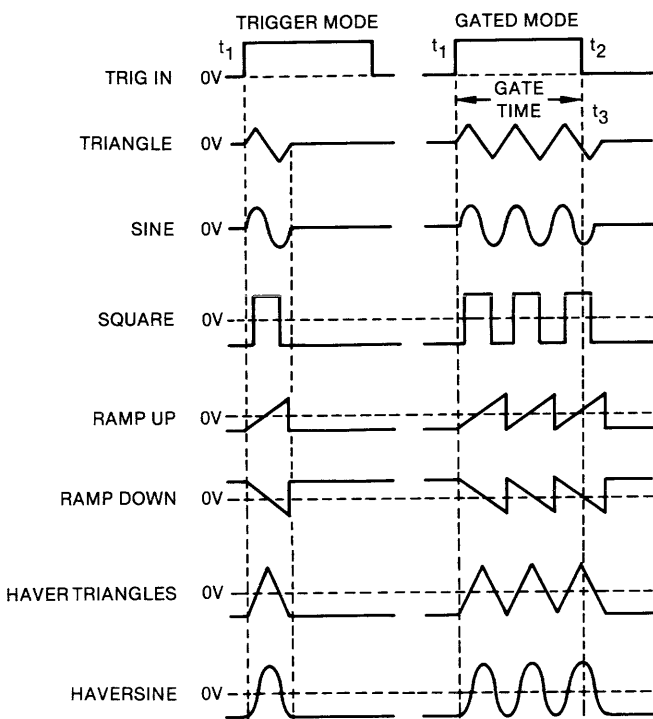 TRIGGER MODE GATED MODE
t1 t1 t2
TRIG IN 0V
GATE
TIME t3
TRIANGLE 0V
SINE 0V
SQUARE 0V
RAMP UP 0V
RAMP DOWN 0V
HAVER TRIANGLES 0V
HAVERSINE 0V